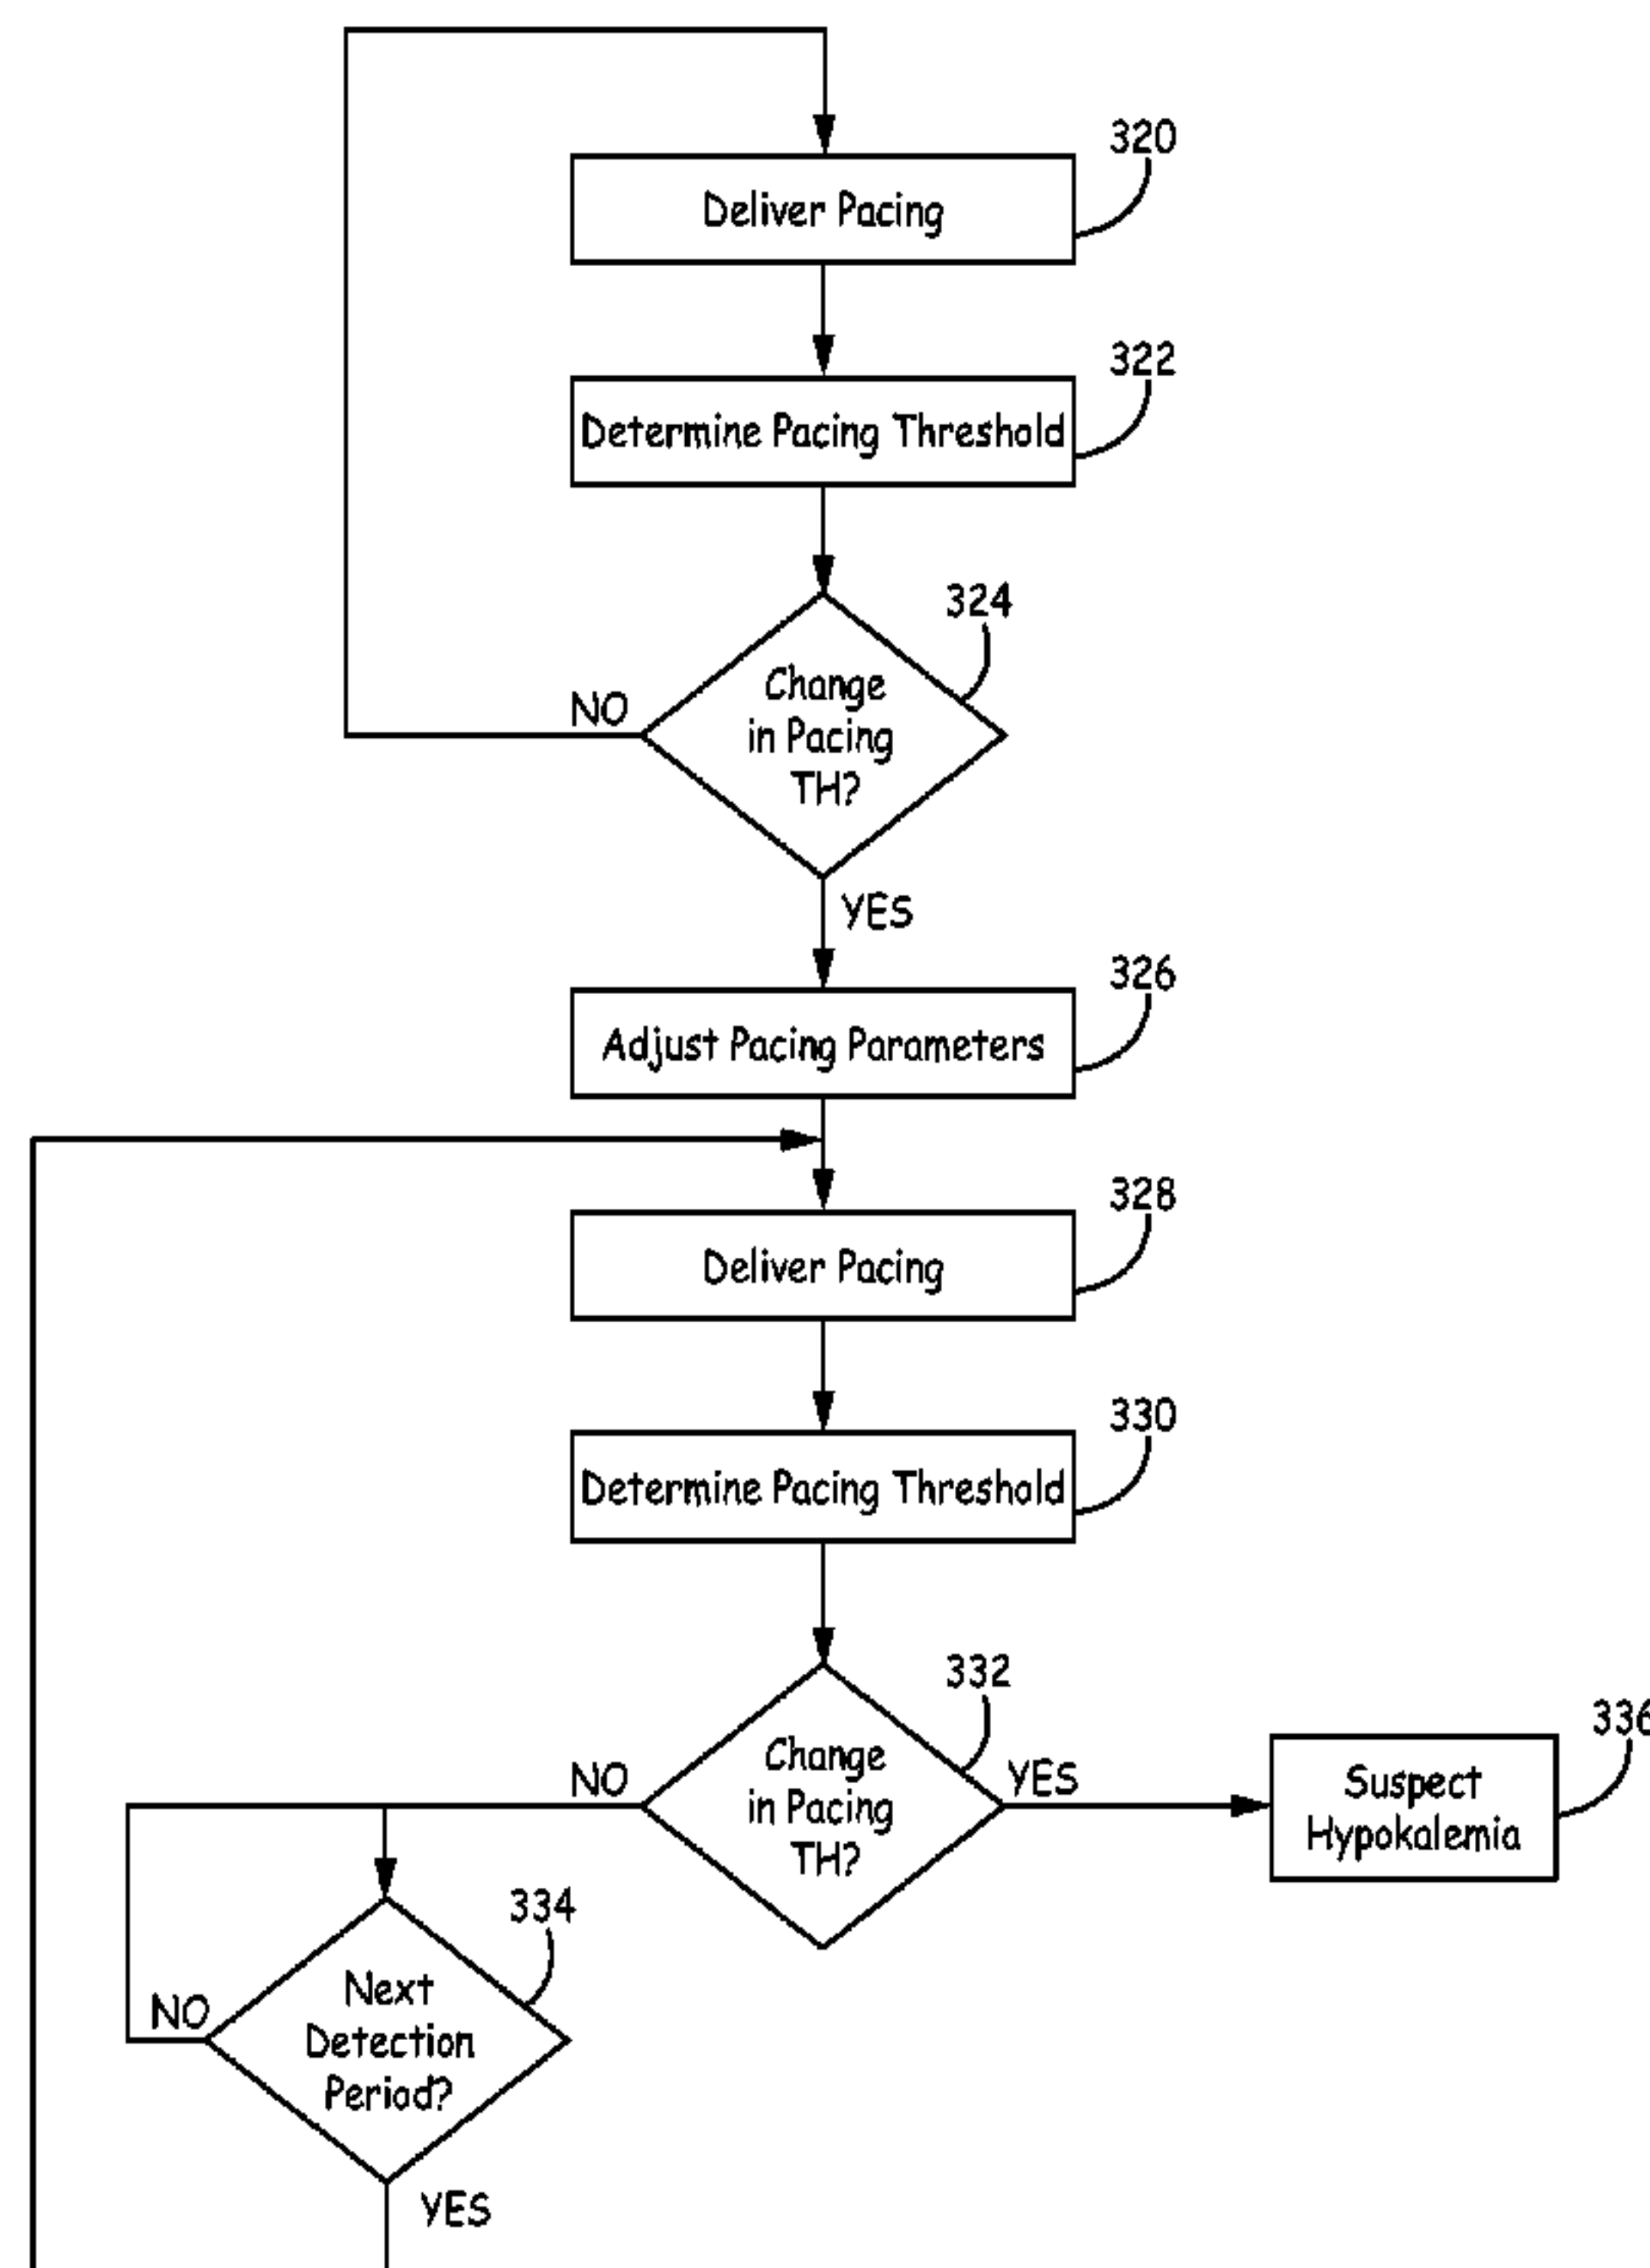 320
Deliver Pacing
322
Determine Pacing Threshold
324
Change
in Pacing
TH?
NO
YES
326
Adjust Pacing Parameters
328
Deliver Pacing
330
Determine Pacing Threshold
332
Change
in Pacing
TH?
NO
YES
336
Suspect
Hypokalemia
334
Next
Detection
Period?
NO
YES